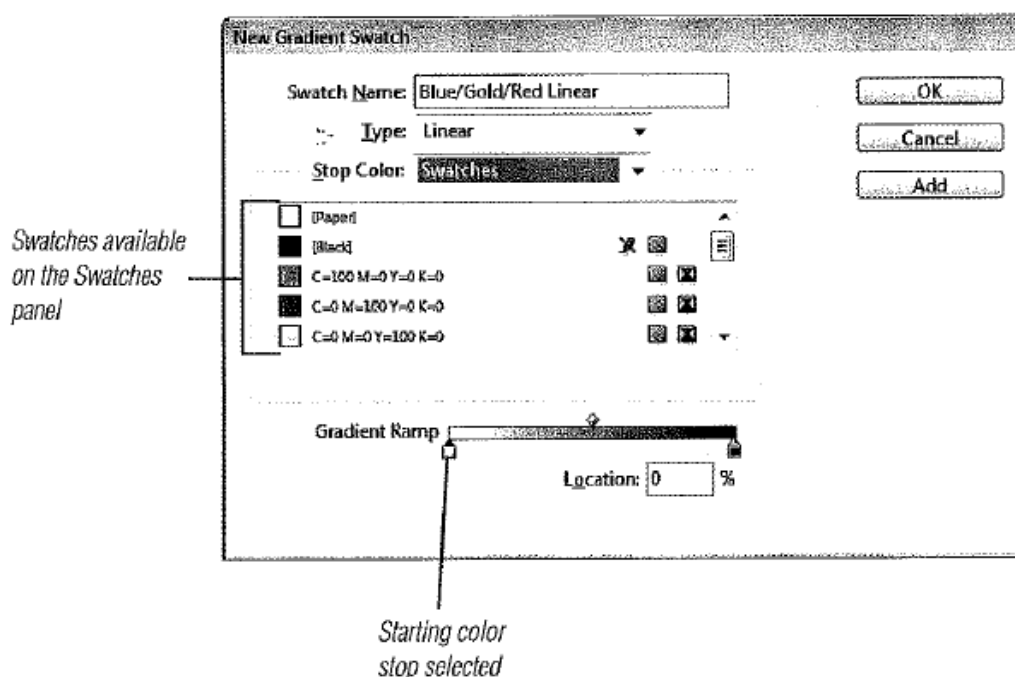 New Gradient Swatch
Swatch Name: Blue/Gold/Red Linear
OK
Type: Linear
Cancel
Stop Color: Swatches
Add
[Paper]
[Black]
C=100 M=0 Y=0 K=0
C=0 M=100 Y=0 K=0
C=0 M=0 Y=100 K=0
Swatches available
on the Swatches
panel
Gradient Ramp
Location: 0 %
Starting color
stop selected